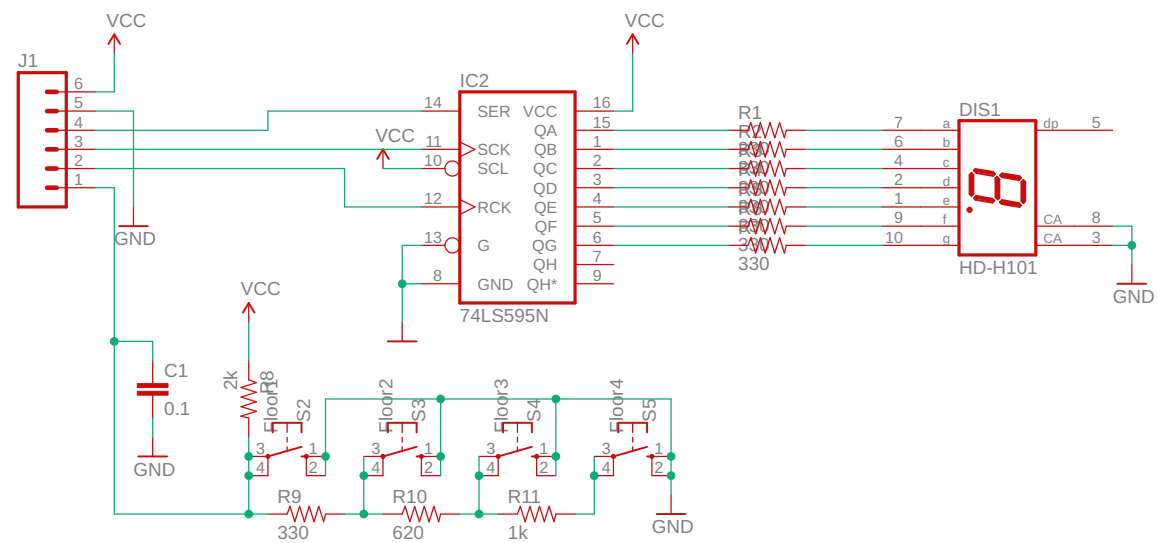 VCC
J1
6
5
4
3
2
1
GND
VCC
IC2
14
SER
VCC
16
QA
15
VCC
11
SCK
QB
1
10
SCL
QC
2
QD
3
12
RCK
QE
4
QF
5
13
G
QG
6
QH
7
8
GND
QH*
9
74LS595N
VCC
R1
R2
330
330
330
DIS1
7
a
dp
5
6
b
4
c
2
d
1
e
9
f
CA
8
10
g
CA
3
HD-H101
GND
VCC
2k
R8
C1
0.1
GND
Floor1
S2
3
1
4
2
Floor2
S3
3
1
4
2
Floor3
S4
3
1
4
2
Floor4
S5
3
1
4
2
R9
330
R10
620
R11
1k
GND